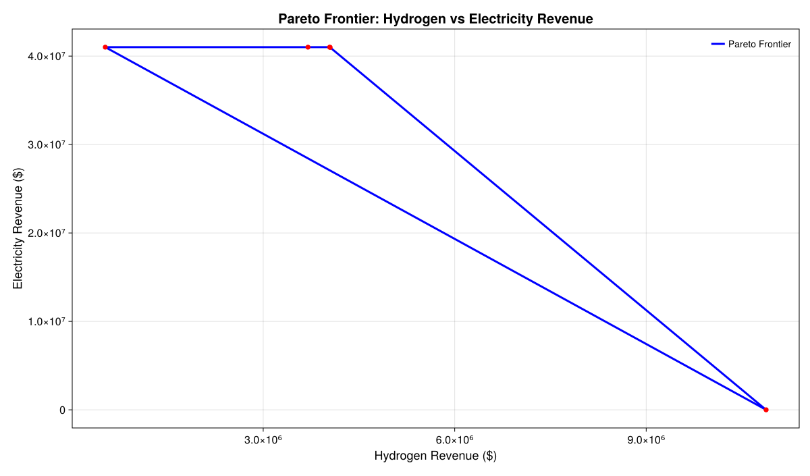 Pareto Frontier: Hydrogen vs Electricity Revenue
Pareto Frontier
Electricity Revenue ($)
4.0×10⁷
3.0×10⁷
2.0×10⁷
1.0×10⁷
0
3.0×10⁶
6.0×10⁶
9.0×10⁶
Hydrogen Revenue ($)